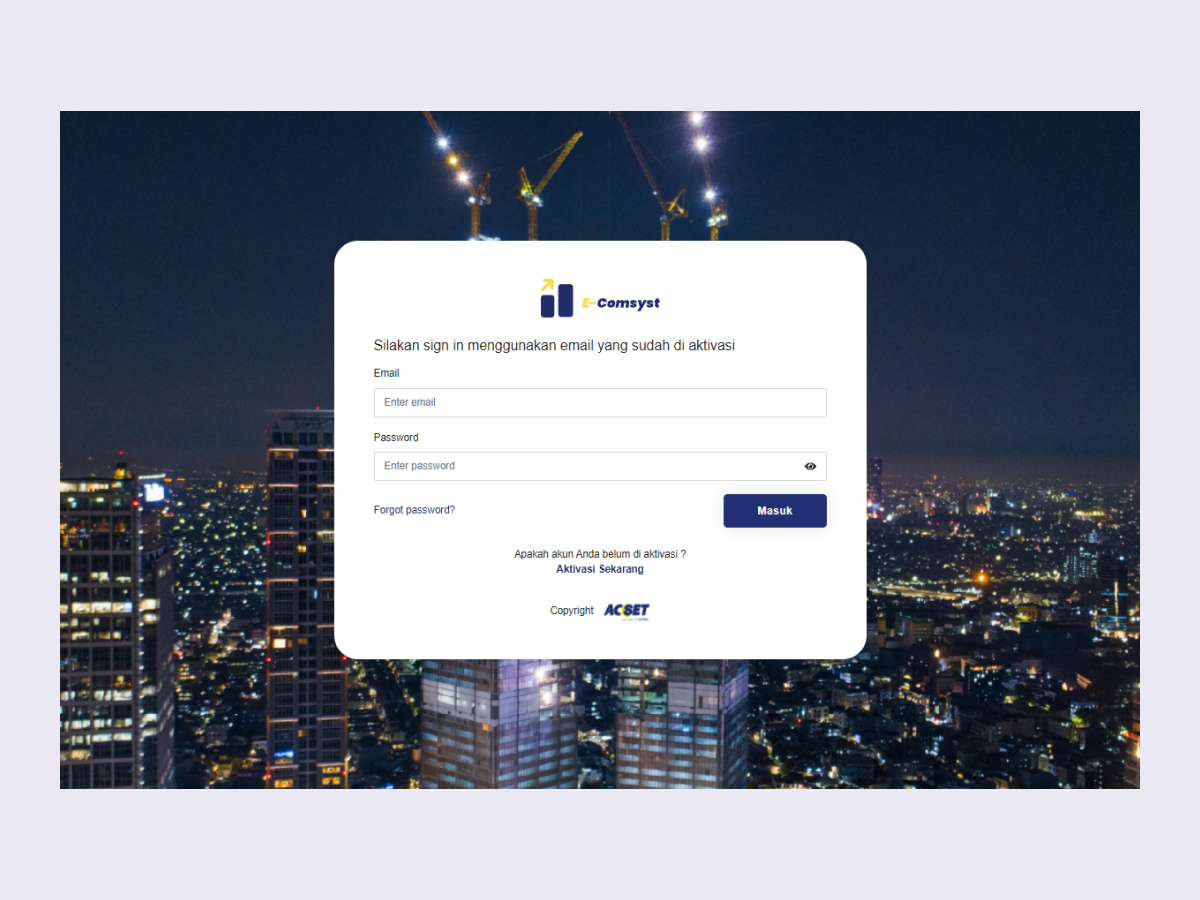 E-Comsyst
Silakan sign in menggunakan email yang sudah di aktivasi
Email
Enter email
Password
Enter password
Forgot password?
Masuk
Apakah akun Anda belum di aktivasi ?
Aktivasi Sekarang
Copyright ACSET